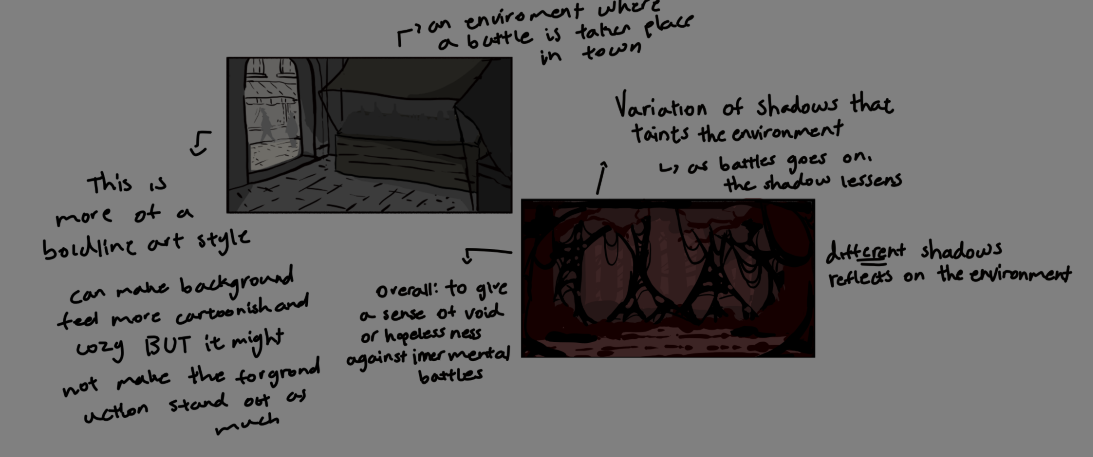 an enviroment where
a battle is taken place
in town
This is
more of a
boldline art style
can make background
feel more cartoonish and
cozy BUT it might
not make the forgrond
action stand out as
much
Variation of shadows that
taints the environment
as battles goes on,
the shadow lessens
different shadows
reflects on the environment
overall: to give
a sense of void
or hopelessness
against iner mental
battles